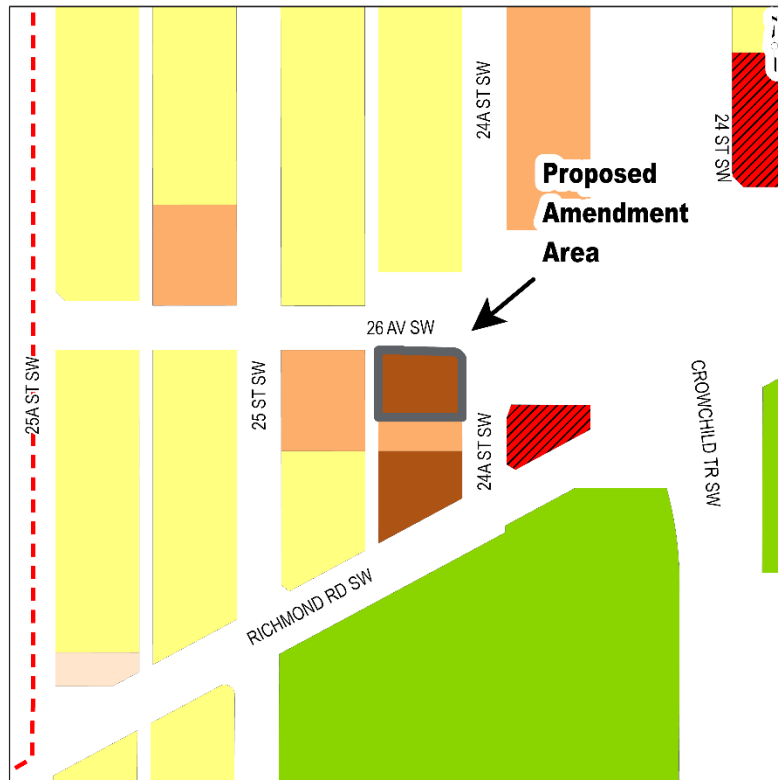 24A ST SW
24 ST SW
Proposed
Amendment
Area
26 AV SW
25A ST SW
25 ST SW
24A ST SW
CROWCHILD TR SW
RICHMOND RD SW